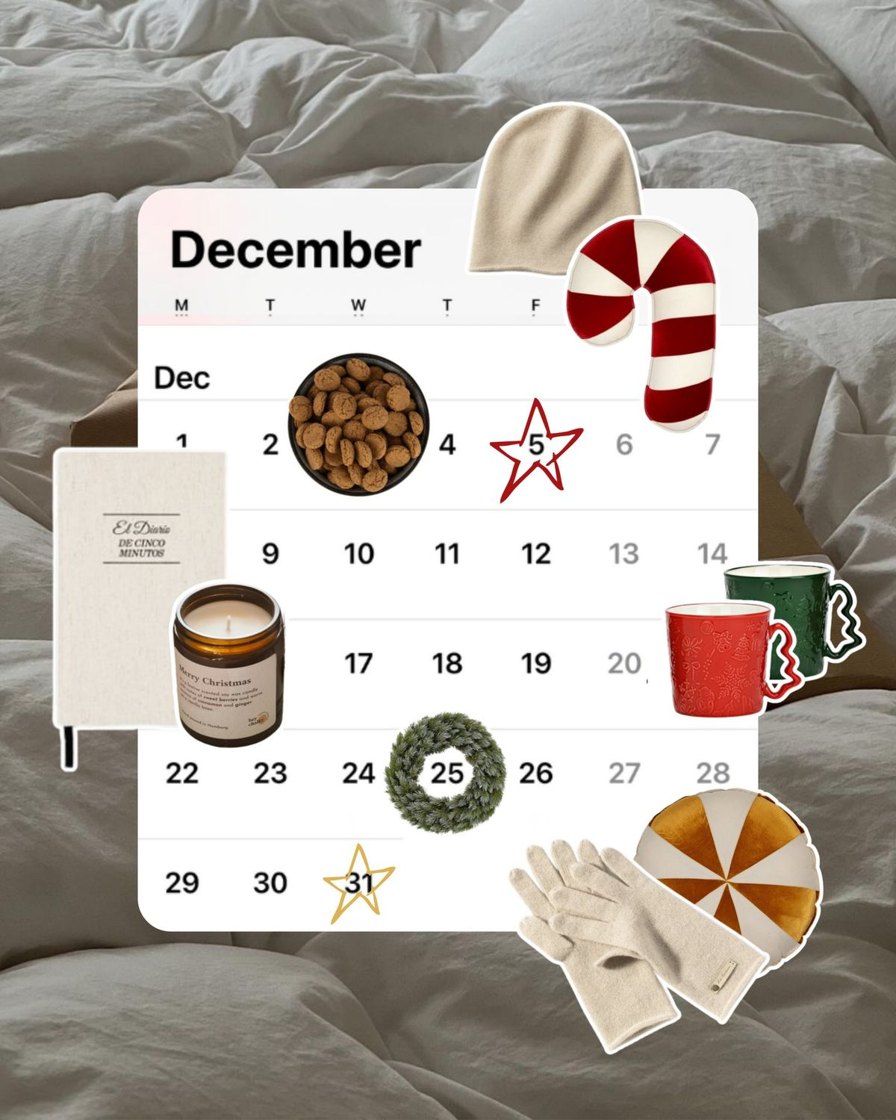 December
M T W T F
Dec
1 2 4 5 6 7
9 10 11 12 13 14
17 18 19 20
22 23 24 25 26 27 28
29 30 31
El Diario
DE CINCO
MINUTOS
Merry Christmas